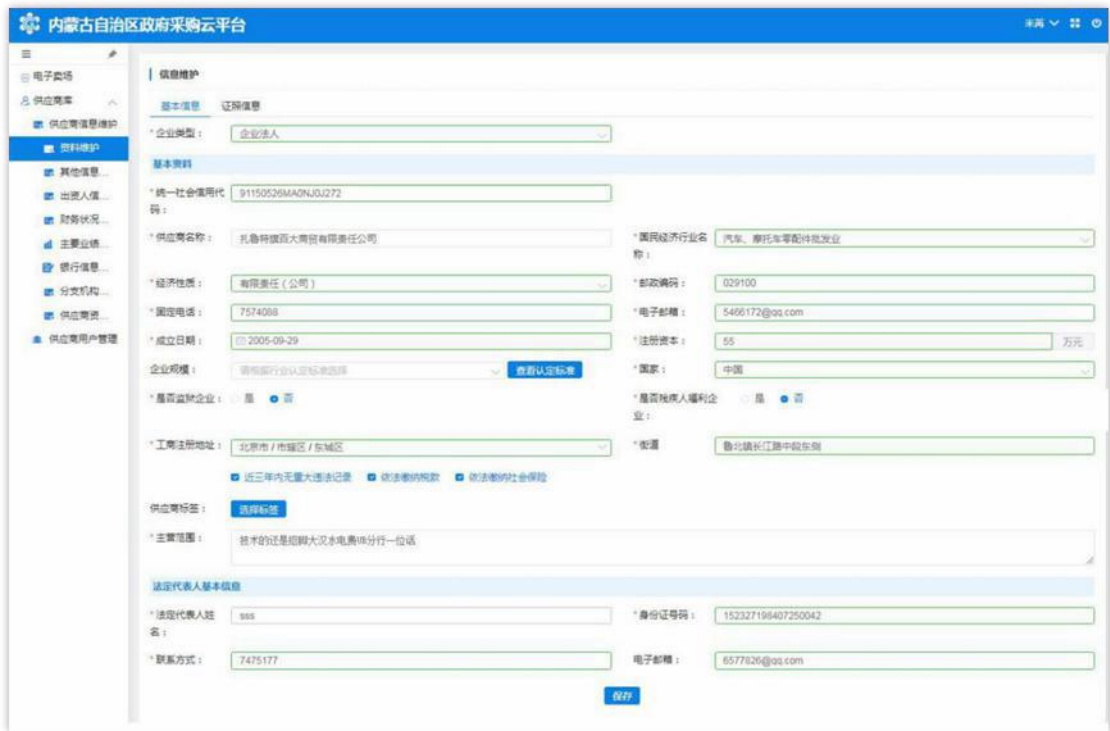 内蒙古自治区政府采购云平台
电子卖场
供应商库
供应商信息维护
资料维护
其他信息...
出资人信...
财务状况...
主要业绩...
银行信息...
分支机构...
供应商资...
供应商用户管理
信息维护
基本信息 证照信息
*企业类型： 企业法人
基本资料
*统一社会信用代码： 91150526MA0NJ0J272
*供应商名称： 扎鲁特旗百大商贸有限责任公司 *国民经济行业名称： 汽车、摩托车零配件批发业
*经济性质： 有限责任（公司） *邮政编码： 029100
*固定电话： 7574088 *电子邮箱： 5466172@qq.com
*成立日期： 2005-09-29 *注册资本： 55 万元
企业规模： 请根据行业认定标准选择 查看认定标准 *国家： 中国
*是否监狱企业： 是 否 *是否残疾人福利企业： 是 否
*工商注册地址： 北京市 / 市辖区 / 东城区 *街道 鲁北镇长江路中段东侧
近三年内无重大违法记录 依法缴纳税款 依法缴纳社会保险
供应商标签： 选择标签
*主营范围： 技术的还是招聊大汉水电费 分行一位话
法定代表人基本信息
*法定代表人姓名： sss *身份证号码： 152327198407250042
*联系方式： 7475177 电子邮箱： 6577826@qq.com
保存